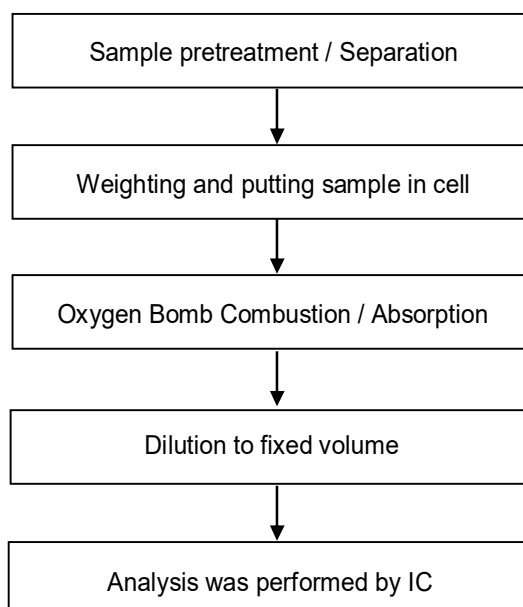 Sample pretreatment / Separation
Weighting and putting sample in cell
Oxygen Bomb Combustion / Absorption
Dilution to fixed volume
Analysis was performed by IC